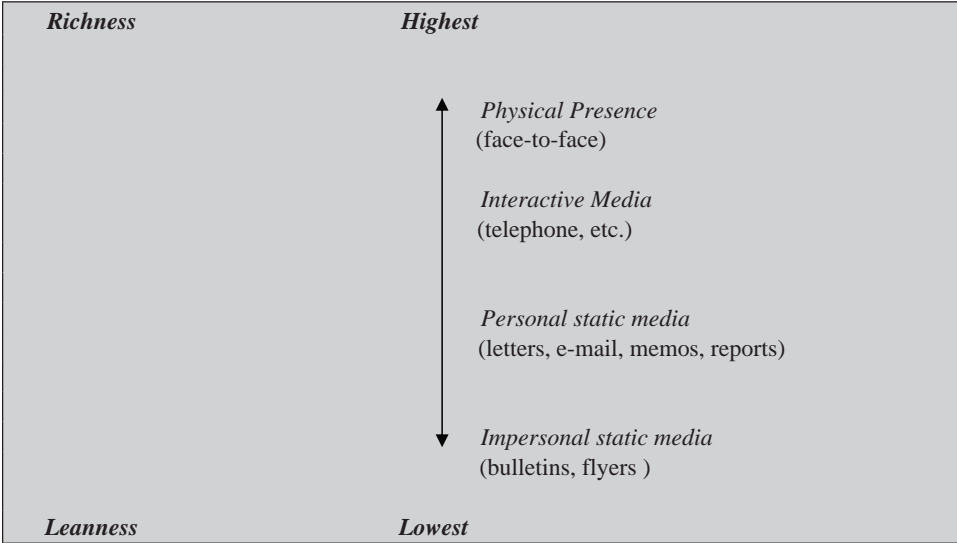 Richness Highest
Physical Presence
(face-to-face)
Interactive Media
(telephone, etc.)
Personal static media
(letters, e-mail, memos, reports)
Impersonal static media
(bulletins, flyers )
Leanness Lowest